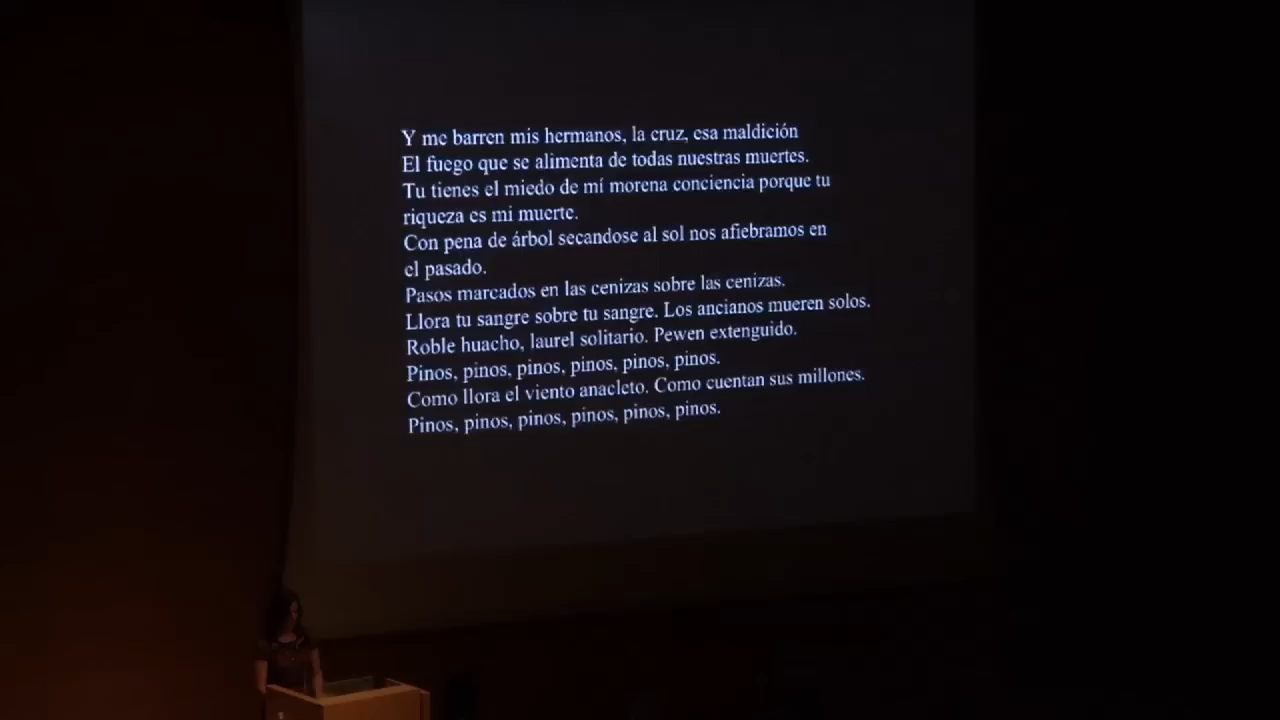 Y me barren mis hermanos, la cruz, esa maldición
El fuego que se alimenta de todas nuestras muertes.
Tu tienes el miedo de mí morena conciencia porque tu
riqueza es mi muerte.
Con pena de árbol secandose al sol nos afiebramos en
el pasado.
Pasos marcados en las cenizas sobre las cenizas.
Llora tu sangre sobre tu sangre. Los ancianos mueren solos.
Roble huacho, laurel solitario. Pewen extenguido.
Pinos, pinos, pinos, pinos, pinos, pinos.
Como llora el viento anacleto. Como cuentan sus millones.
Pinos, pinos, pinos, pinos, pinos, pinos.